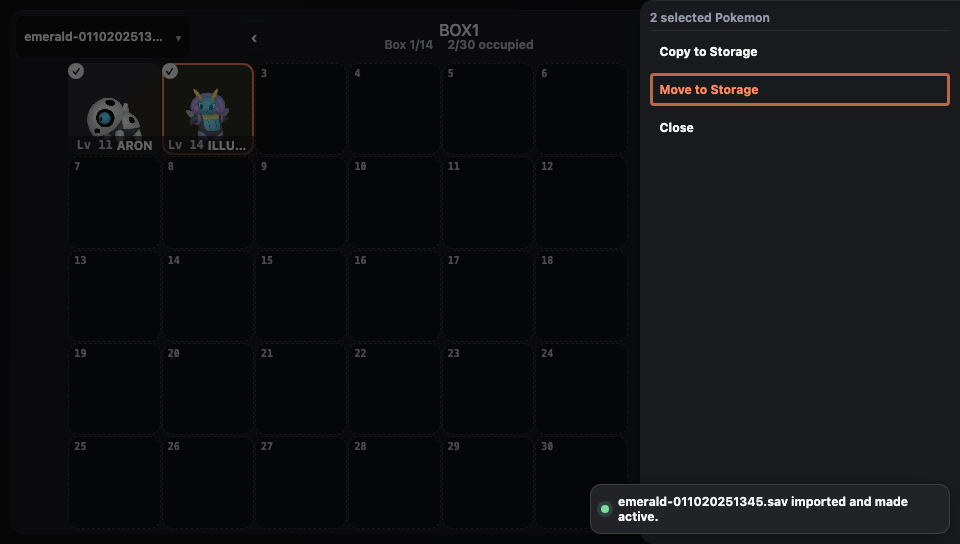 emerald-0110202513...
BOX1
Box 1/14 2/30 occupied
Lv 11 ARON
Lv 14 ILLU...
3
4
5
6
7
8
9
10
11
12
13
14
15
16
17
18
19
20
21
22
23
24
25
26
27
28
29
30
2 selected Pokemon
Copy to Storage
Move to Storage
Close
emerald-011020251345.sav imported and made
active.